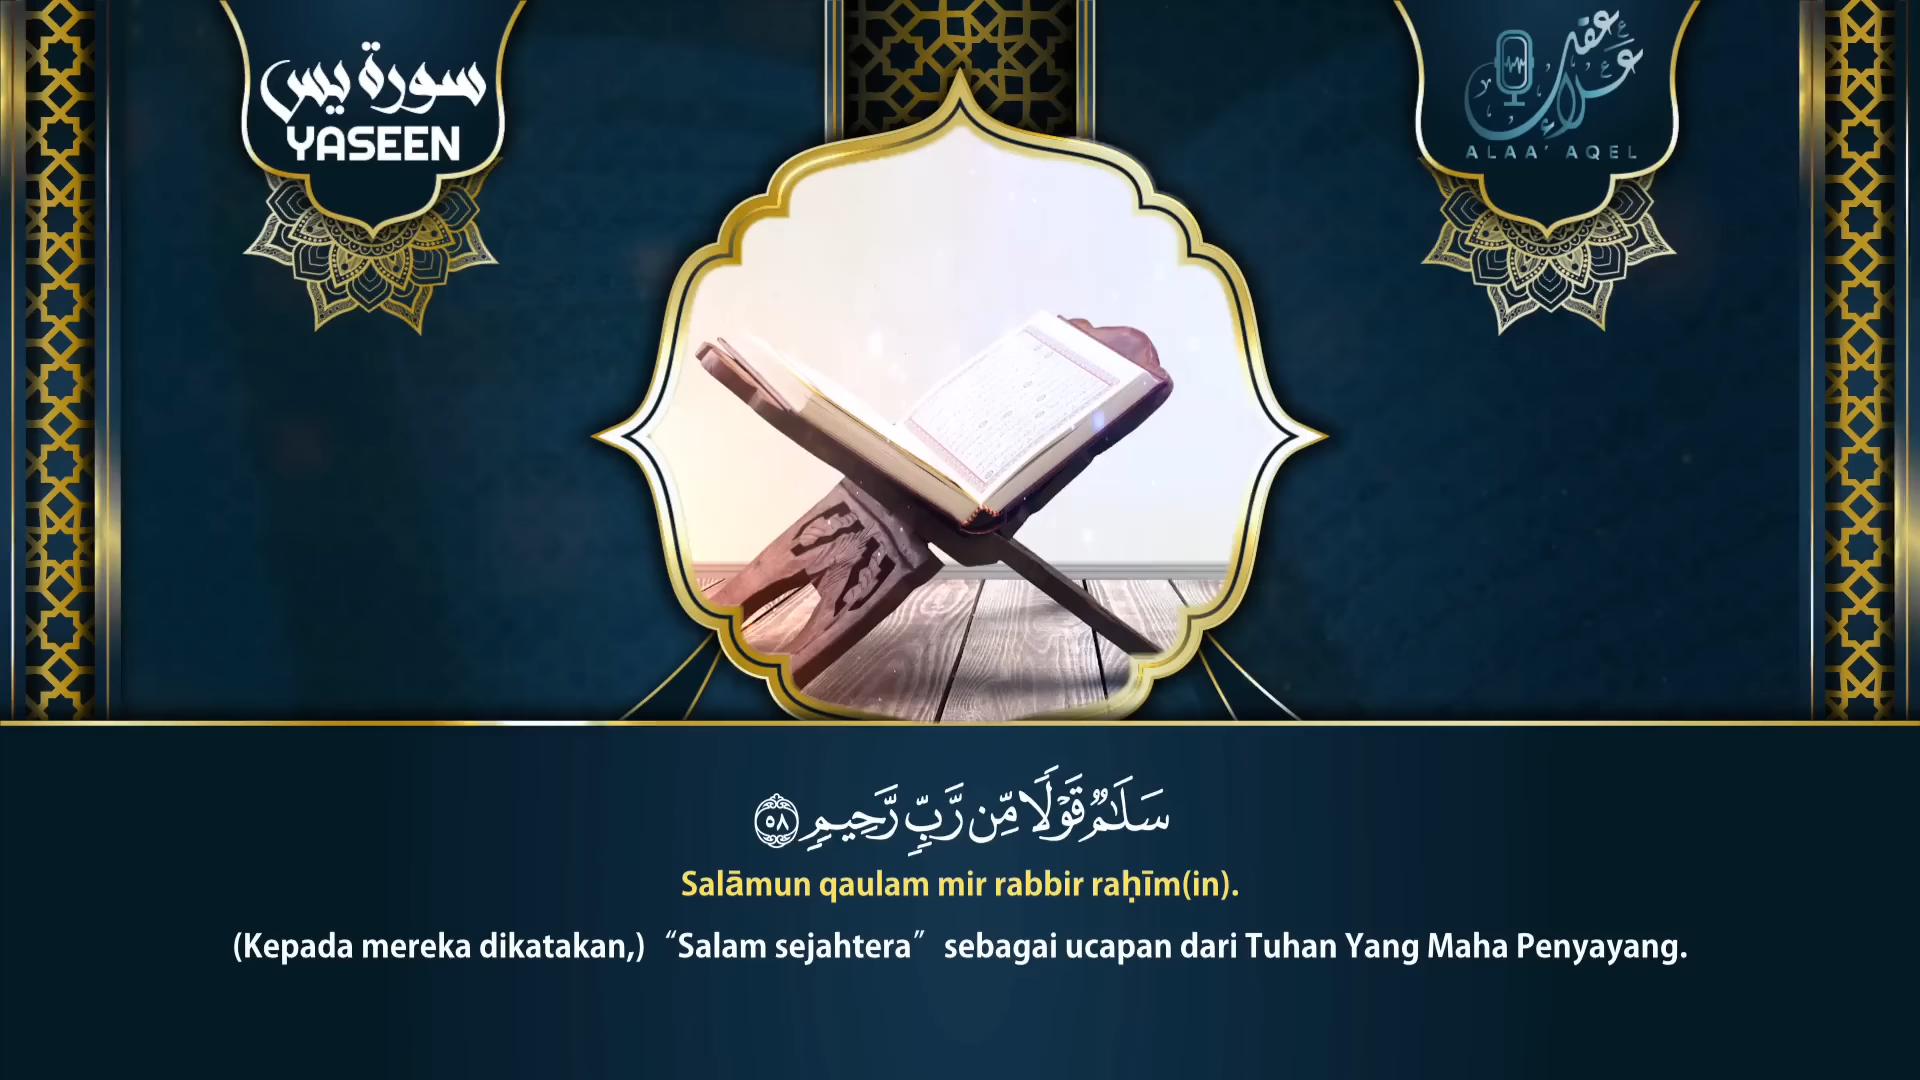 سورة يس
YASEEN
علاء عقل
ALAA' AQEL
سَلَـٰمٌ قَوْلًا مِّن رَّبٍّ رَّحِيمٍ ٥٨
Salāmun qaulam mir rabbir raḥīm(in).
(Kepada mereka dikatakan,) “Salam sejahtera” sebagai ucapan dari Tuhan Yang Maha Penyayang.